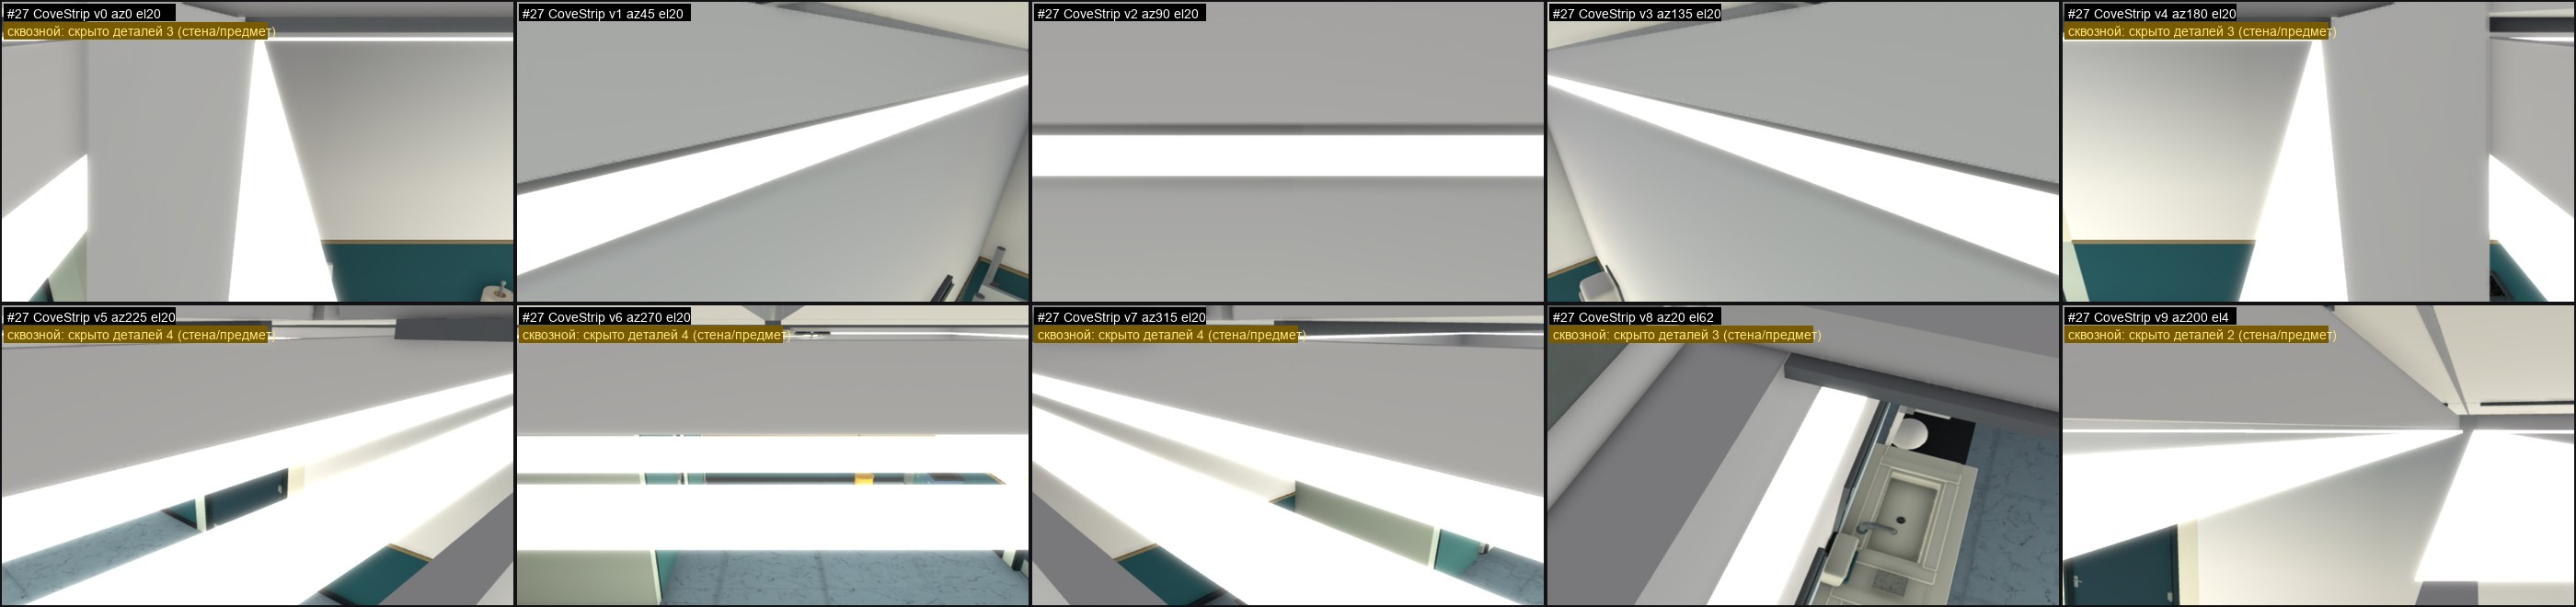 #27 CoveStrip v0 az0 el20
сквозной: скрыто деталей 3 (стена/предмет)
#27 CoveStrip v1 az45 el20
#27 CoveStrip v2 az90 el20
#27 CoveStrip v3 az135 el20
#27 CoveStrip v4 az180 el20
сквозной: скрыто деталей 3 (стена/предмет)
#27 CoveStrip v5 az225 el20
сквозной: скрыто деталей 4 (стена/предмет)
#27 CoveStrip v6 az270 el20
сквозной: скрыто деталей 4 (стена/предмет)
#27 CoveStrip v7 az315 el20
сквозной: скрыто деталей 4 (стена/предмет)
#27 CoveStrip v8 az20 el62
сквозной: скрыто деталей 3 (стена/предмет)
#27 CoveStrip v9 az200 el4
сквозной: скрыто деталей 2 (стена/предмет)